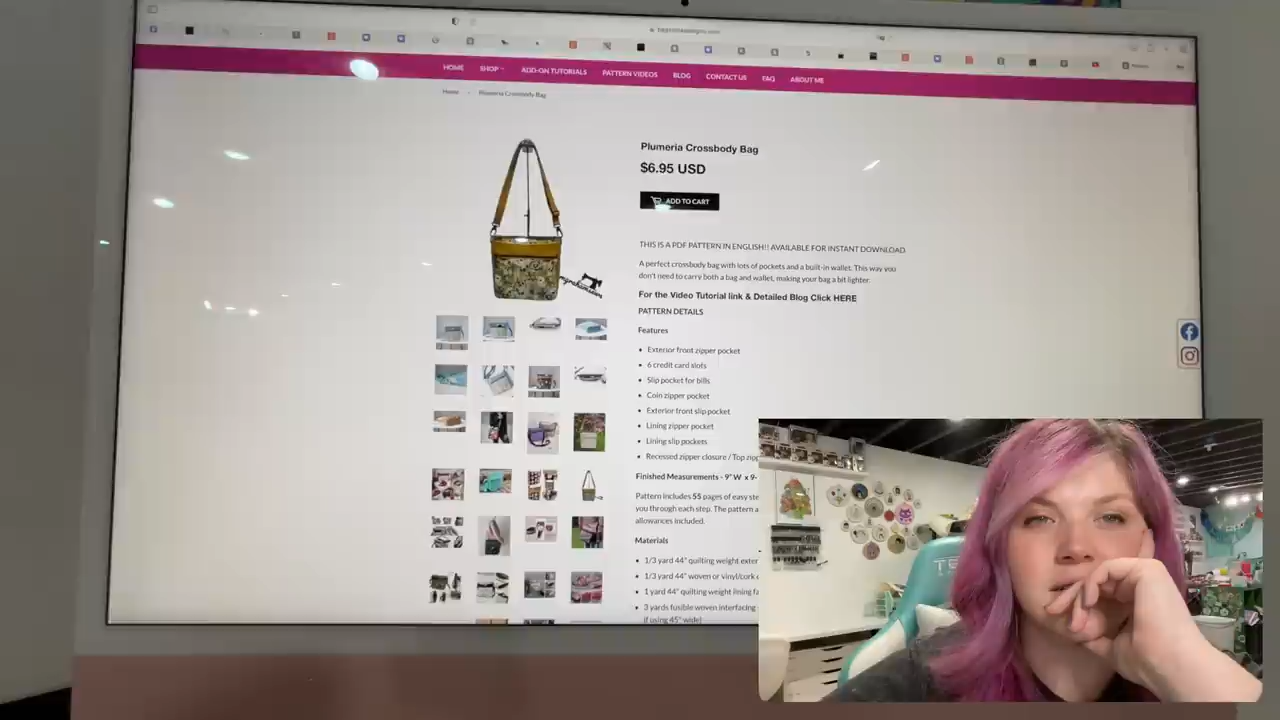 HOME SHOP ADD-ON TUTORIALS PATTERN VIDEOS BLOG CONTACT US FAQ ABOUT ME
Home Plumeria Crossbody Bag
Plumeria Crossbody Bag
$6.95 USD
ADD TO CART
THIS IS A PDF PATTERN IN ENGLISH!! AVAILABLE FOR INSTANT DOWNLOAD.
A perfect crossbody bag with lots of pockets and a built-in wallet. This way you
don't need to carry both a bag and wallet, making your bag a bit lighter.
For the Video Tutorial link & Detailed Blog Click HERE
PATTERN DETAILS
Features
• Exterior front zipper pocket
• 6 credit card slots
• Slip pocket for bills
• Coin zipper pocket
• Exterior front slip pocket
• Lining zipper pocket
• Lining slip pockets
• Recessed zipper closure / Top
Finished Measurements - 9" W x 9-
Pattern includes 55 pages of easy
you through each step. The pattern
allowances included.
Materials
• 1/3 yard 44" quilting weight
• 1/3 yard 44" woven or vinyl/cork
• 1 yard 44" quilting weight lining
• 3 yards fusible woven interfacing
if using 45" wide)